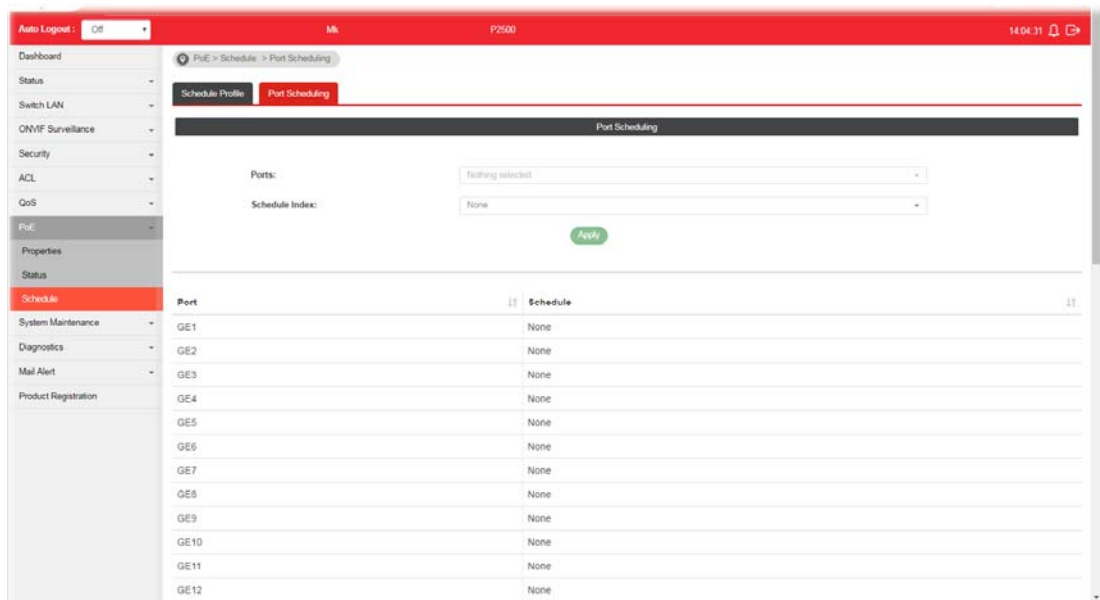 Auto Logout : Off Mk P2500 14:04:31
Dashboard
Status
Switch LAN
ONVIF Surveillance
Security
ACL
QoS
PoE
Properties
Status
Schedule
System Maintenance
Diagnostics
Mail Alert
Product Registration
PoE > Schedule > Port Scheduling
Schedule Profile Port Scheduling
Port Scheduling
Ports: Nothing selected
Schedule Index: None
Apply
Port Schedule
GE1 None
GE2 None
GE3 None
GE4 None
GE5 None
GE6 None
GE7 None
GE8 None
GE9 None
GE10 None
GE11 None
GE12 None